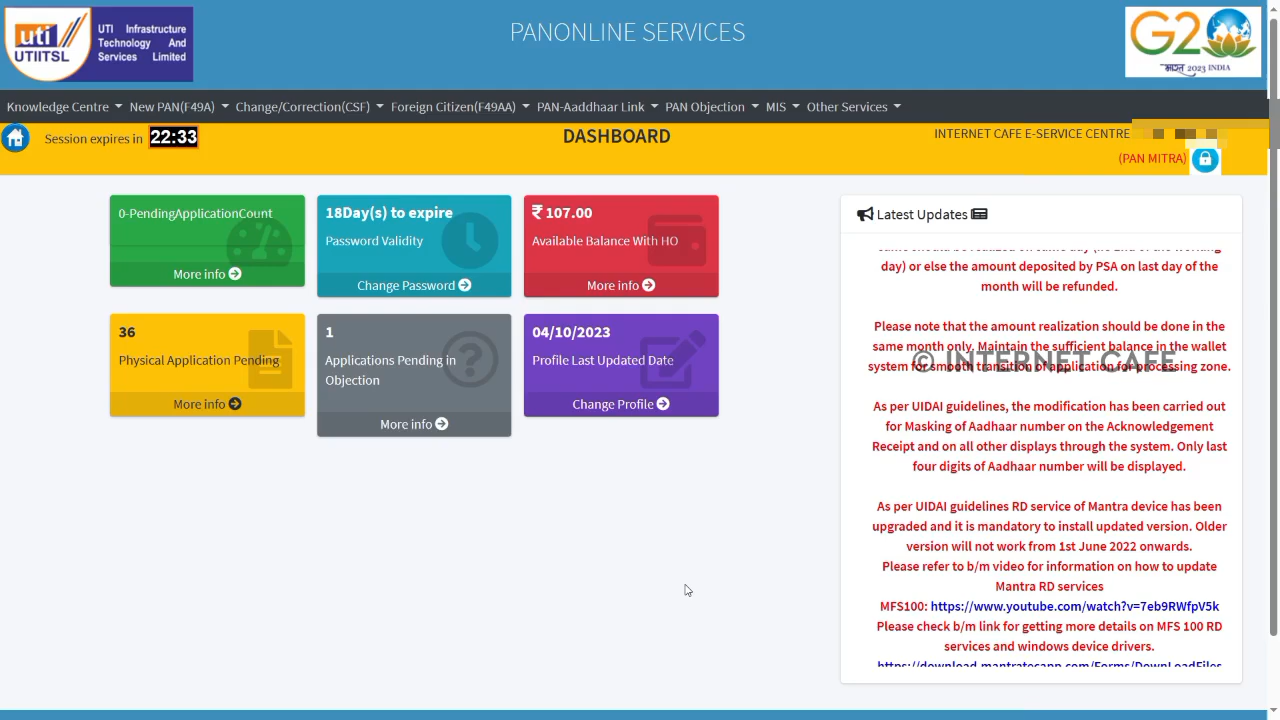 uti
UTIITSL
UTI Infrastructure
Technology And
Services Limited
PANONLINE SERVICES
G20
भारत 2023 INDIA
Knowledge Centre New PAN(F49A) Change/Correction(CSF) Foreign Citizen(F49AA) PAN-Aaddhaar Link PAN Objection MIS Other Services
Session expires in 22:33
DASHBOARD
INTERNET CAFE E-SERVICE CENTRE
(PAN MITRA)
0-PendingApplicationCount
More info
18Day(s) to expire
Password Validity
Change Password
₹ 107.00
Available Balance With HO
More info
36
Physical Application Pending
More info
1
Applications Pending in
Objection
More info
04/10/2023
Profile Last Updated Date
Change Profile
Latest Updates
day) or else the amount deposited by PSA on last day of the
month will be refunded.
Please note that the amount realization should be done in the
same month only. Maintain the sufficient balance in the wallet
system for smooth transition of application for processing zone.
© INTERNET CAFE
As per UIDAI guidelines, the modification has been carried out
for Masking of Aadhaar number on the Acknowledgement
Receipt and on all other displays through the system. Only last
four digits of Aadhaar number will be displayed.
As per UIDAI guidelines RD service of Mantra device has been
upgraded and it is mandatory to install updated version. Older
version will not work from 1st June 2022 onwards.
Please refer to b/m video for information on how to update
Mantra RD services
MFS100: https://www.youtube.com/watch?v=7eb9RWfpV5k
Please check b/m link for getting more details on MFS 100 RD
services and windows device drivers.
https://download.mantratecapp.com/Forms/DownLoadFiles